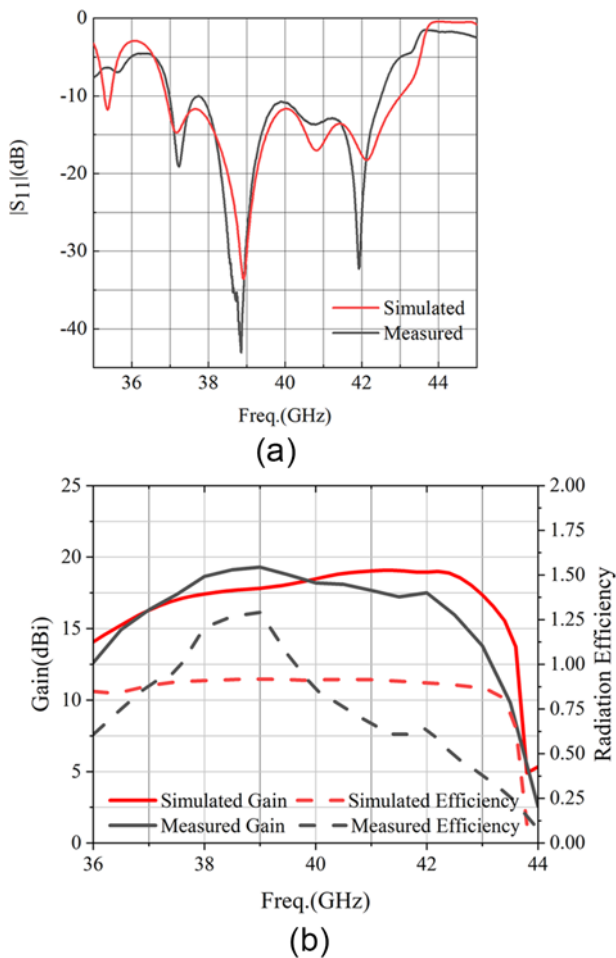 0
-10
-20
-30
-40
|S11|(dB)
Simulated
Measured
36 38 40 42 44
Freq.(GHz)
(a)
25 2.00
20 1.75
15 1.50
10 1.25
5 1.00
0 0.75
0.50
0.25
0.00
Gain(dBi)
Radiation Efficiency
Simulated Gain Simulated Efficiency
Measured Gain Measured Efficiency
36 38 40 42 44
Freq.(GHz)
(b)